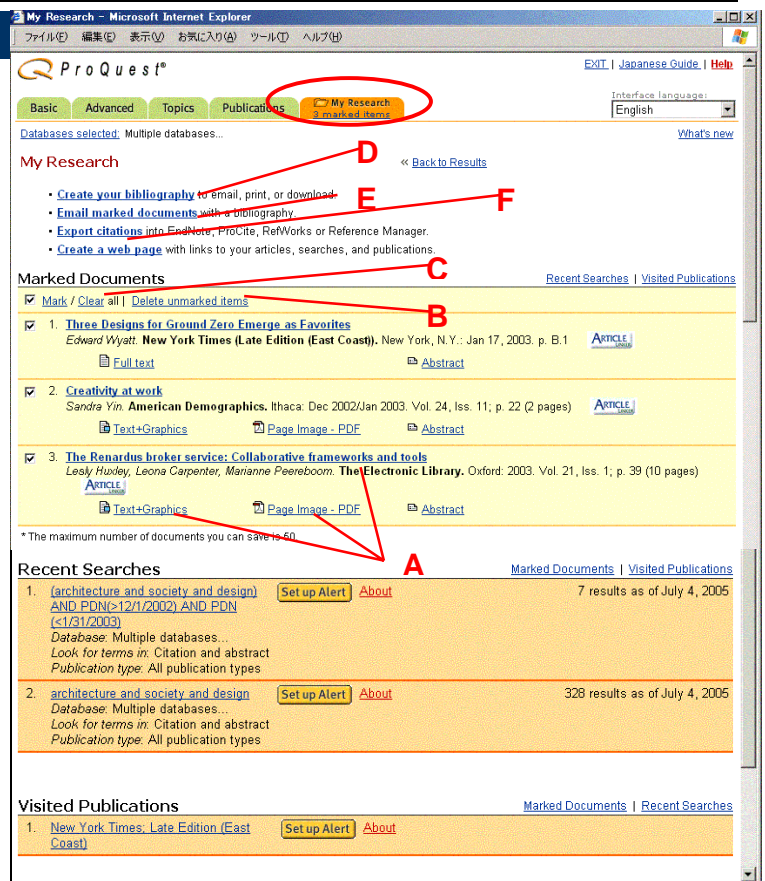 My Research - Microsoft Internet Explorer
ファイル(F) 編集(E) 表示(V) お気に入り(A) ツール(T) ヘルプ(H)
ProQuest®
EXIT | Japanese Guide | Help
Interface language:
Basic Advanced Topics Publications My Research
3 marked items
English
Databases selected: Multiple databases...
What's new
My Research
« Back to Results
D
• Create your bibliography to email, print, or download.
• Email marked documents with a bibliography.
E
F
• Export citations into EndNote, ProCite, RefWorks or Reference Manager.
• Create a web page with links to your articles, searches, and publications.
C
Marked Documents
Recent Searches | Visited Publications
Mark / Clear all | Delete unmarked items
B
1. Three Designs for Ground Zero Emerge as Favorites
Edward Wyatt. New York Times (Late Edition (East Coast)). New York, N.Y.: Jan 17, 2003. p. B.1 ARTICLE LINKER
Full text Abstract
2. Creativity at work
Sandra Yin. American Demographics. Ithaca: Dec 2002/Jan 2003. Vol. 24, Iss. 11; p. 22 (2 pages) ARTICLE LINKER
Text+Graphics Page Image - PDF Abstract
3. The Renardus broker service: Collaborative frameworks and tools
Lesly Huxley, Leona Carpenter, Marianne Peereboom. The Electronic Library. Oxford: 2003. Vol. 21, Iss. 1; p. 39 (10 pages)
ARTICLE LINKER
Text+Graphics Page Image - PDF Abstract
* The maximum number of documents you can save is 50
A
Recent Searches
Marked Documents | Visited Publications
1. (architecture and society and design) Set up Alert About 7 results as of July 4, 2005
AND PDN(>12/1/2002) AND PDN
(<1/31/2003)
Database: Multiple databases...
Look for terms in: Citation and abstract
Publication type: All publication types
2. architecture and society and design Set up Alert About 328 results as of July 4, 2005
Database: Multiple databases...
Look for terms in: Citation and abstract
Publication type: All publication types
Visited Publications
Marked Documents | Recent Searches
1. New York Times; Late Edition (East Set up Alert About
Coast)